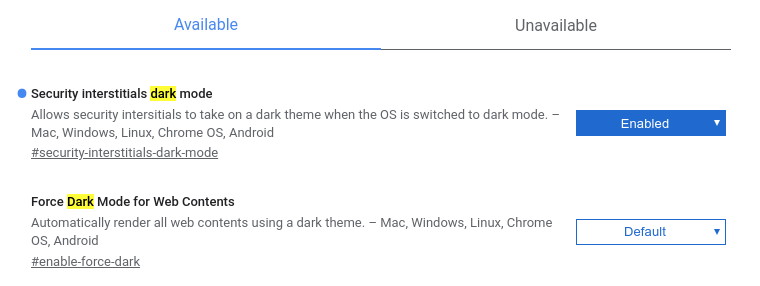 Available
Unavailable
Security interstitials dark mode
Allows security intersitials to take on a dark theme when the OS is switched to dark mode. –
Mac, Windows, Linux, Chrome OS, Android
#security-interstitials-dark-mode
Enabled
Force Dark Mode for Web Contents
Automatically render all web contents using a dark theme. – Mac, Windows, Linux, Chrome
OS, Android
#enable-force-dark
Default